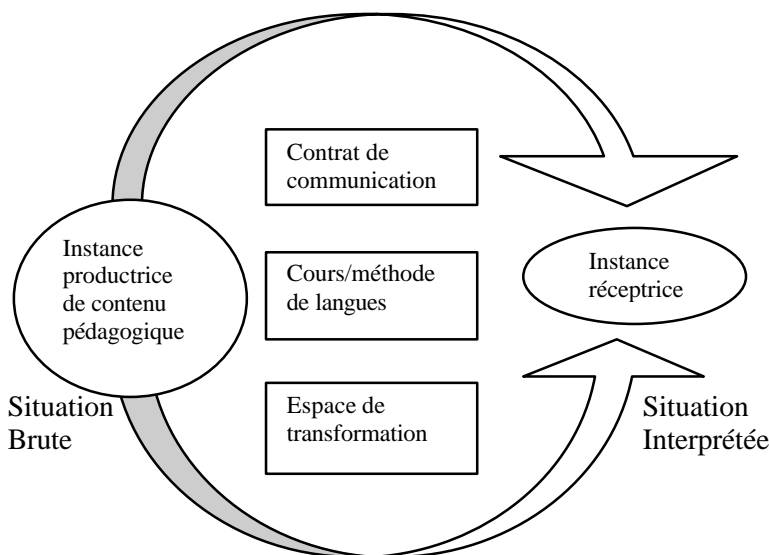 Contrat de
communication
Instance
productrice
de contenu
pédagogique
Cours/méthode
de langues
Instance
réceptrice
Situation
Brute
Espace de
transformation
Situation
Interprétée